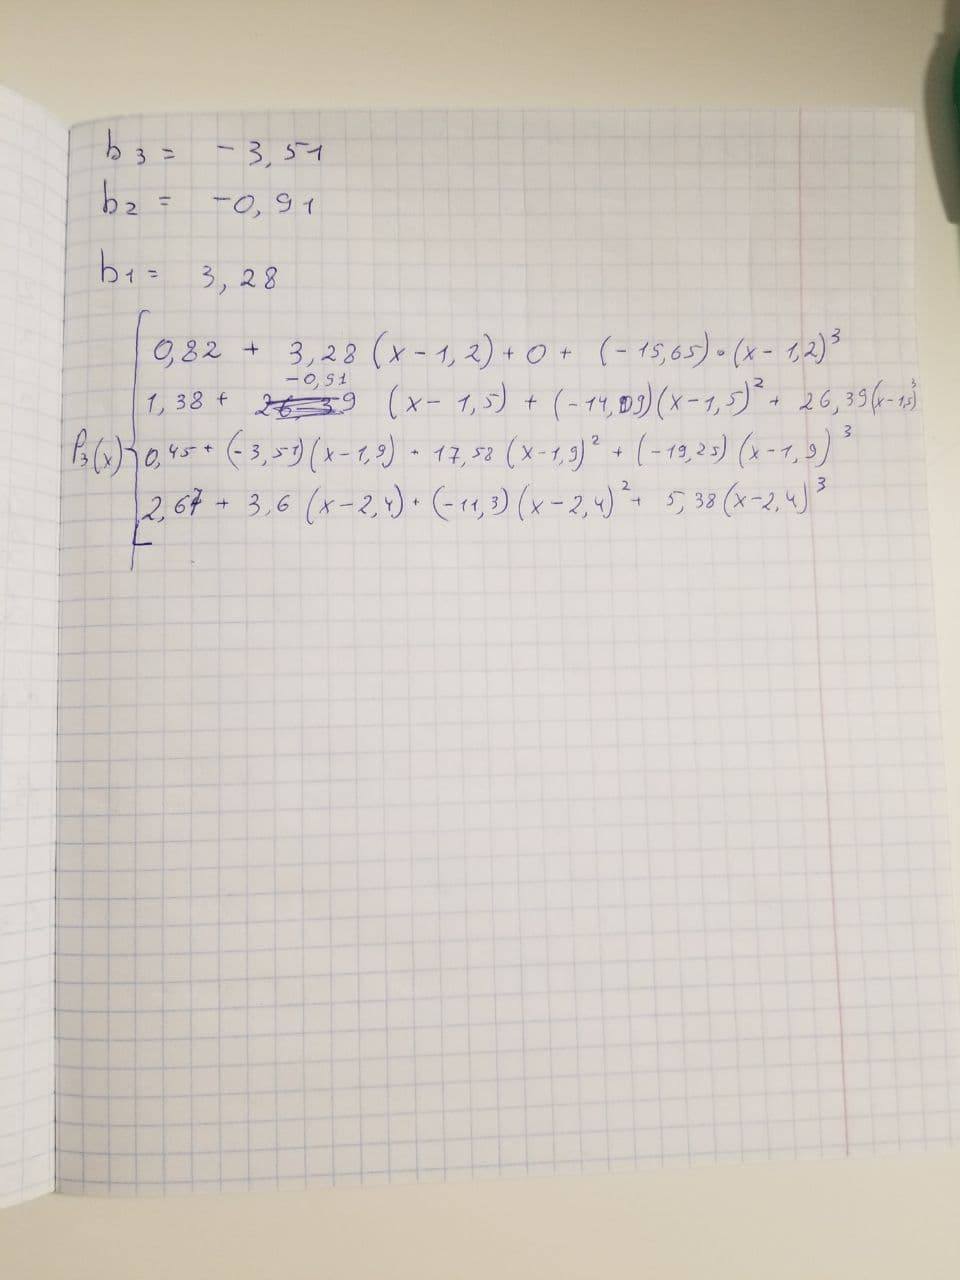 b3 = -3,51
b2 = -0,91
b1 = 3,28
0,82 + 3,28 (x-1,2) + 0 + (-15,65)·(x-1,2)³
-0,91
1,38 + (x-1,5) + (-14,09)(x-1,5)² + 26,39(x-1,5)³
P₃(x) 0,45 + (-3,51)(x-1,9) + 17,58 (x-1,9)² + (-19,25)(x-1,9)³
2,67 + 3,6 (x-2,4) + (-11,3)(x-2,4)² + 5,38(x-2,4)³